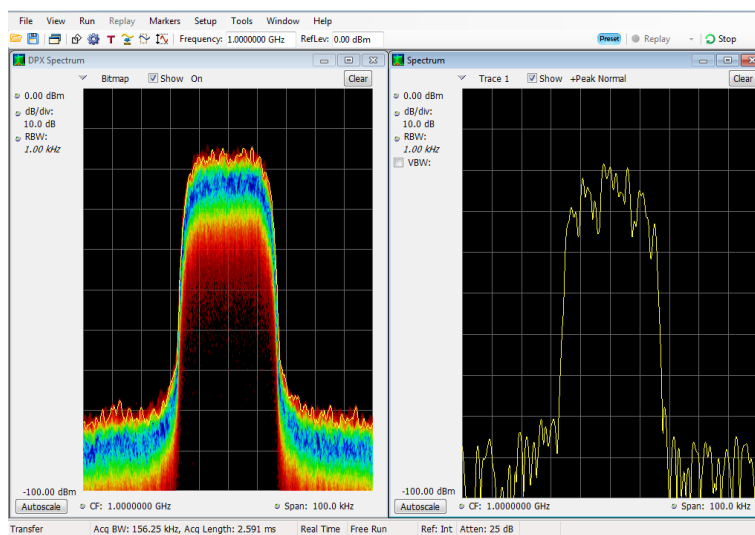 File View Run Replay Markers Setup Tools Window Help
Frequency: 1.0000000 GHz RefLev: 0.00 dBm Preset Replay Stop
DPX Spectrum
Bitmap Show On Clear
0.00 dBm
dB/div:
10.0 dB
RBW:
1.00 kHz
-100.00 dBm
Autoscale CF: 1.0000000 GHz Span: 100.0 kHz
Spectrum
Trace 1 Show +Peak Normal Clear
0.00 dBm
dB/div:
10.0 dB
RBW:
1.00 kHz
VBW:
-100.00 dBm
Autoscale CF: 1.0000000 GHz Span: 100.0 kHz
Transfer Acq BW: 156.25 kHz, Acq Length: 2.591 ms Real Time Free Run Ref: Int Atten: 25 dB